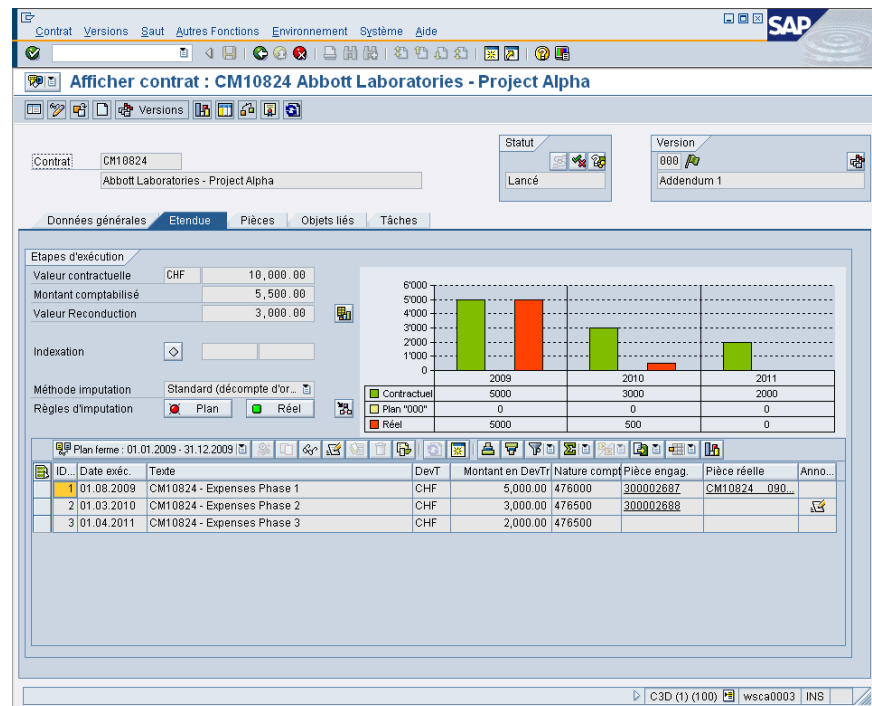 Contrat Versions Saut Autres Fonctions Environnement Système Aide
SAP
Afficher contrat : CM10824 Abbott Laboratories - Project Alpha
Versions
Statut
Version
Contrat CM10824
000
Abbott Laboratories - Project Alpha
Lancé
Addendum 1
Données générales Etendue Pièces Objets liés Tâches
Etapes d'exécution
Valeur contractuelle CHF 10,000.00
Montant comptabilisé 5,500.00
Valeur Reconduction 3,000.00
Indexation
Méthode imputation Standard (décompte d'or...
Règles d'imputation Plan Réel
6'000
5'000
4'000
3'000
2'000
1'000
0
2009 2010 2011
Contractuel 5000 3000 2000
Plan "000" 0 0 0
Réel 5000 500 0
Plan ferme : 01.01.2009 - 31.12.2009
ID... Date exéc. Texte DevT Montant en DevTr Nature compt Pièce engag. Pièce réelle Anno...
1 01.08.2009 CM10824 - Expenses Phase 1 CHF 5,000.00 476000 300002687 CM10824 090...
2 01.03.2010 CM10824 - Expenses Phase 2 CHF 3,000.00 476500 300002688
3 01.04.2011 CM10824 - Expenses Phase 3 CHF 2,000.00 476500
C3D (1) (100) wsca0003 INS